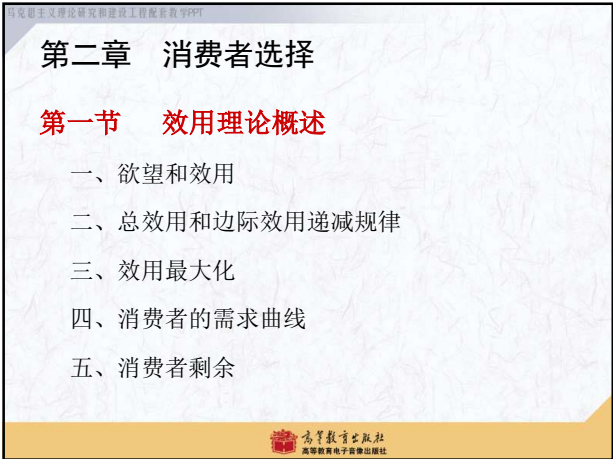 马克思主义理论研究和建设工程配套教学PPT
第二章 消费者选择
第一节 效用理论概述
一、欲望和效用
二、总效用和边际效用递减规律
三、效用最大化
四、消费者的需求曲线
五、消费者剩余
高等教育出版社
高等教育电子音像出版社